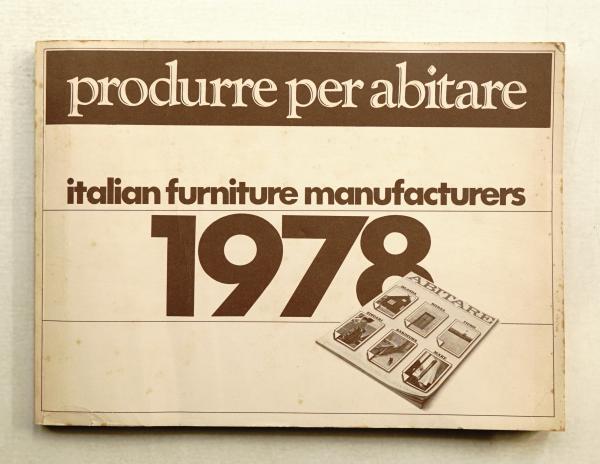 produrre per abitare
italian furniture manufacturers
1978
ABITARE